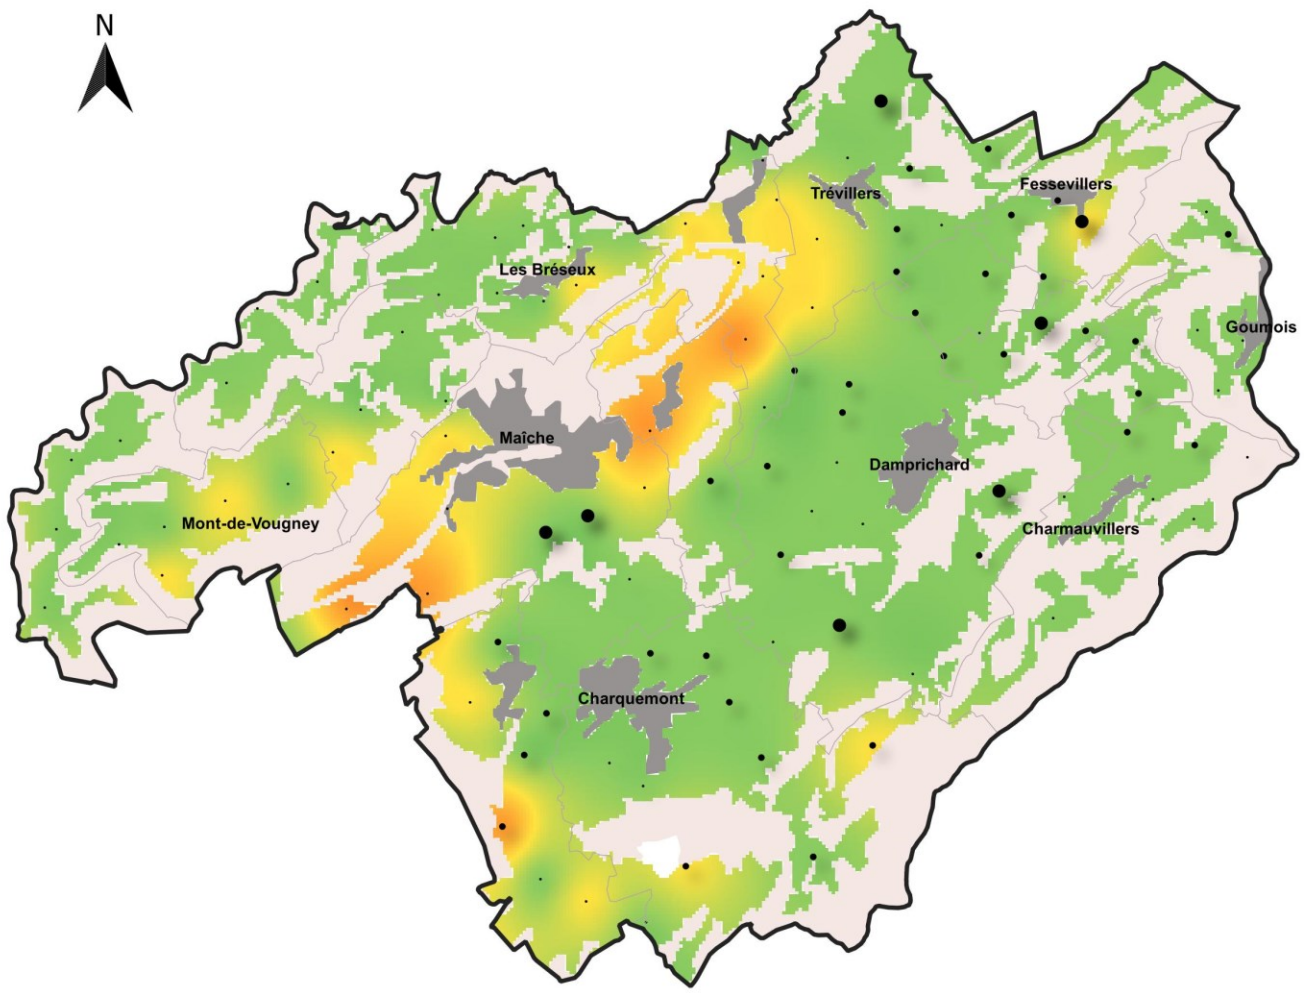 N
Trévillers
Fessevillers
Les Bréseux
Goumois
Maîche
Damprichard
Mont-de-Vougney
Charmauvillers
Charquemont